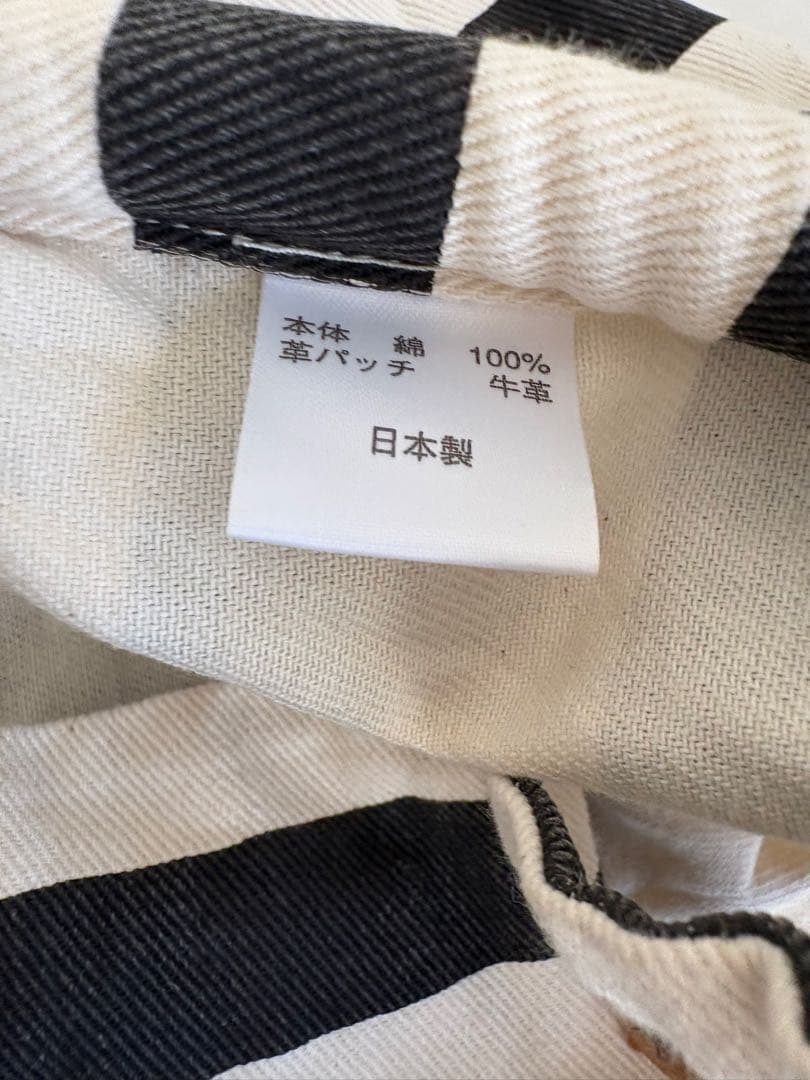 本体　綿　100%
革パッチ　牛革
日本製